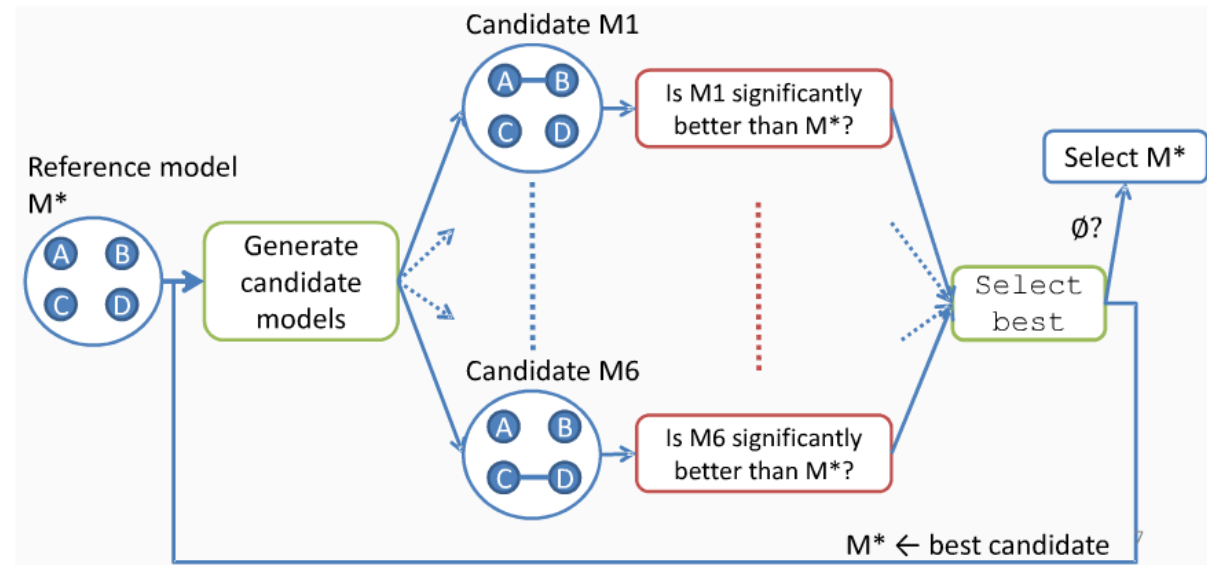 Candidate M1
A B
C D
Is M1 significantly
better than M*?
Reference model
M*
A B
C D
Generate
candidate
models
Select M*
Ø?
Select
best
Candidate M6
A B
C D
Is M6 significantly
better than M*?
M* ← best candidate
7